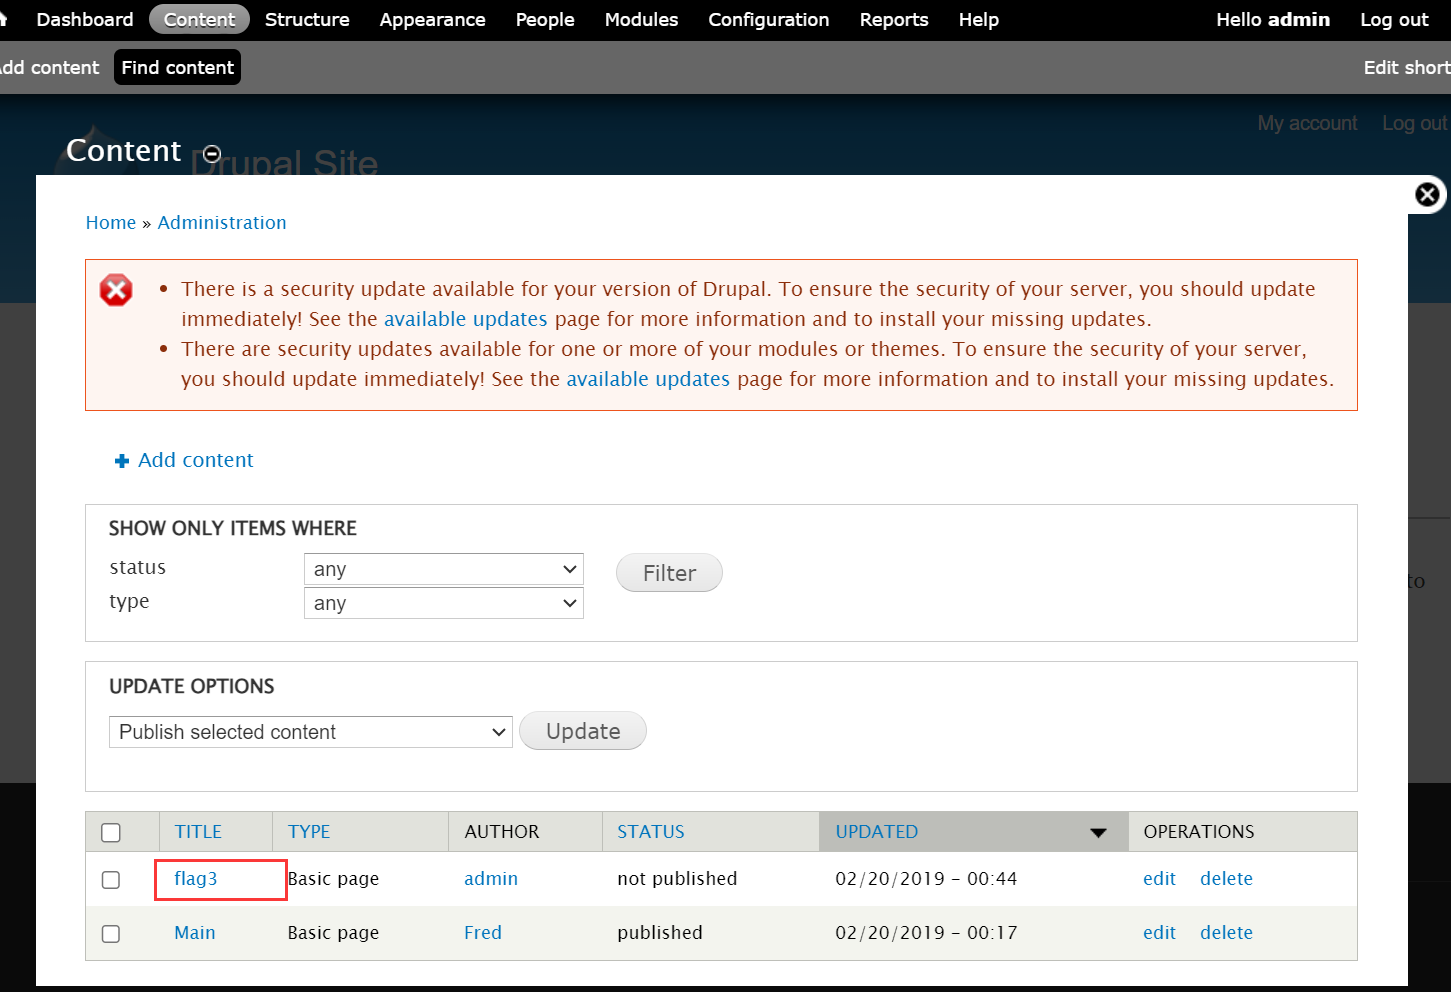 Dashboard Content Structure Appearance People Modules Configuration Reports Help Hello admin Log out
dd content Find content Edit short
My account Log out
Content Drupal Site
Home » Administration
• There is a security update available for your version of Drupal. To ensure the security of your server, you should update
immediately! See the available updates page for more information and to install your missing updates.
• There are security updates available for one or more of your modules or themes. To ensure the security of your server,
you should update immediately! See the available updates page for more information and to install your missing updates.
Add content
SHOW ONLY ITEMS WHERE
status any Filter
to
type any
UPDATE OPTIONS
Publish selected content Update
TITLE TYPE AUTHOR STATUS UPDATED OPERATIONS
flag3 Basic page admin not published 02/20/2019 - 00:44 edit delete
Main Basic page Fred published 02/20/2019 - 00:17 edit delete